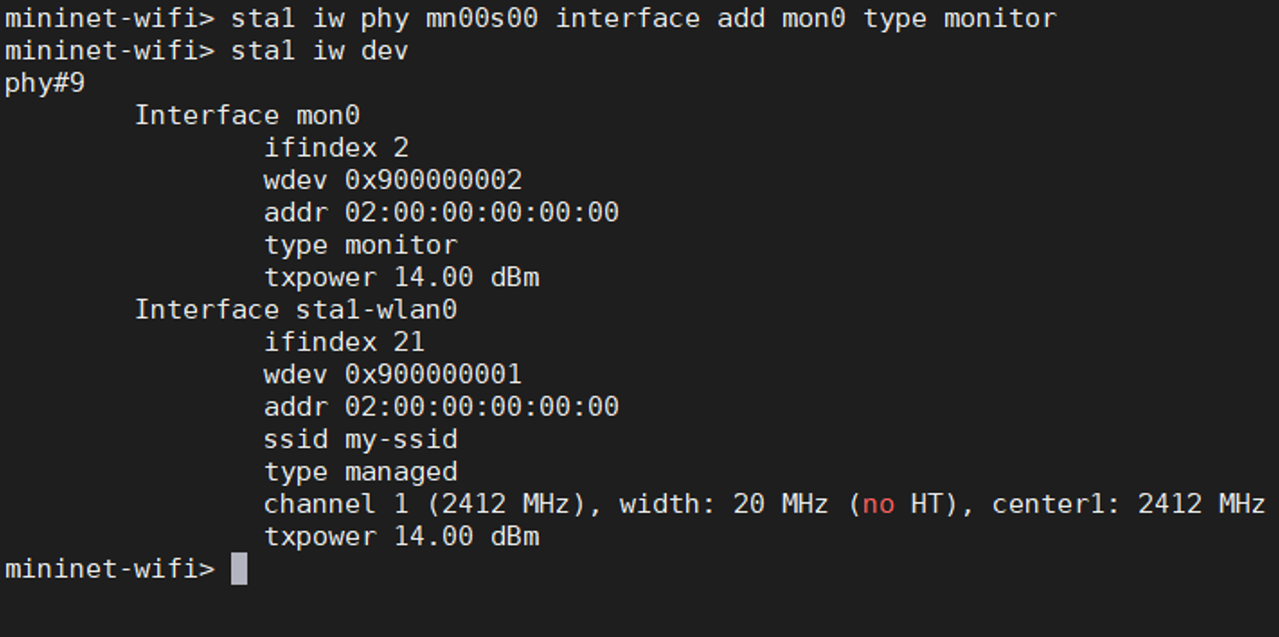 mininet-wifi> sta1 iw phy mn00s00 interface add mon0 type monitor
mininet-wifi> sta1 iw dev
phy#9
Interface mon0
ifindex 2
wdev 0x900000002
addr 02:00:00:00:00:00
type monitor
txpower 14.00 dBm
Interface sta1-wlan0
ifindex 21
wdev 0x900000001
addr 02:00:00:00:00:00
ssid my-ssid
type managed
channel 1 (2412 MHz), width: 20 MHz (no HT), center1: 2412 MHz
txpower 14.00 dBm
mininet-wifi>